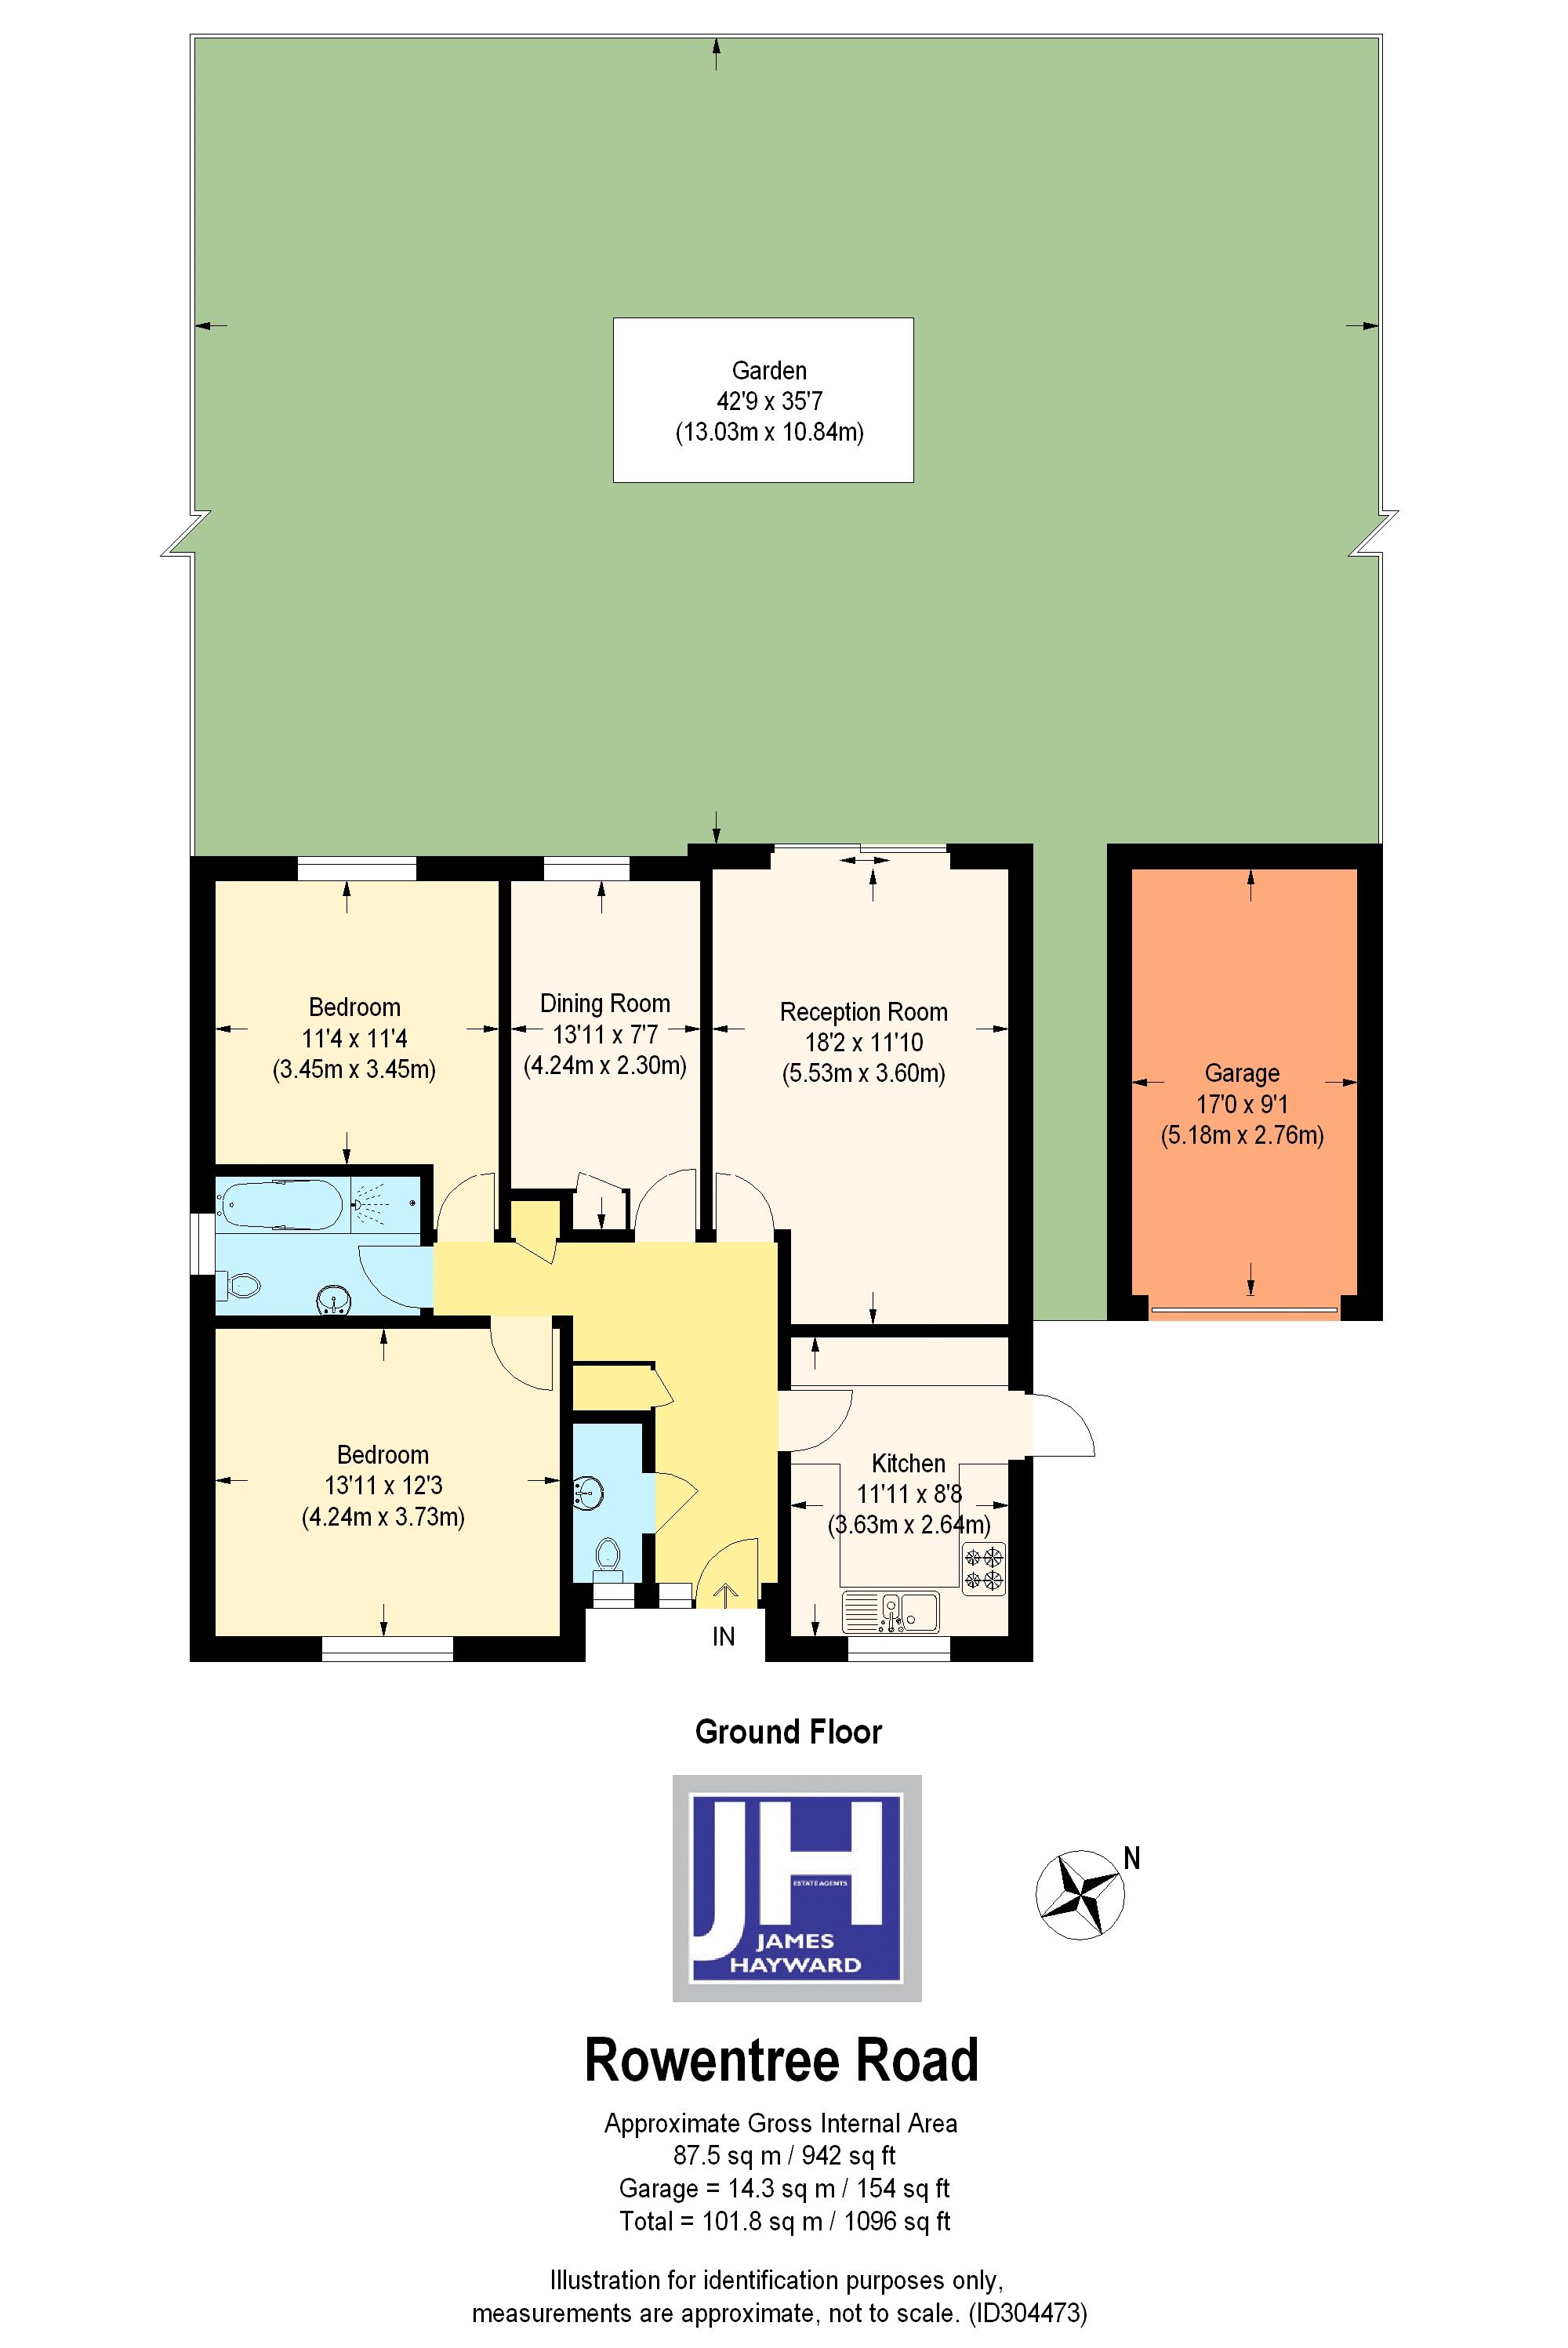 Garden
42'9 x 35'7
(13.03m x 10.84m)
Bedroom
11'4 x 11'4
(3.45m x 3.45m)
Dining Room
13'11 x 7'7
(4.24m x 2.30m)
Reception Room
18'2 x 11'10
(5.53m x 3.60m)
Garage
17'0 x 9'1
(5.18m x 2.76m)
Bedroom
13'11 x 12'3
(4.24m x 3.73m)
Kitchen
11'11 x 8'8
(3.63m x 2.64m)
IN
Ground Floor
JH
ESTATE AGENTS
JAMES
HAYWARD
N
Rowentree Road
Approximate Gross Internal Area
87.5 sq m / 942 sq ft
Garage = 14.3 sq m / 154 sq ft
Total = 101.8 sq m / 1096 sq ft
Illustration for identification purposes only,
measurements are approximate, not to scale. (ID304473)